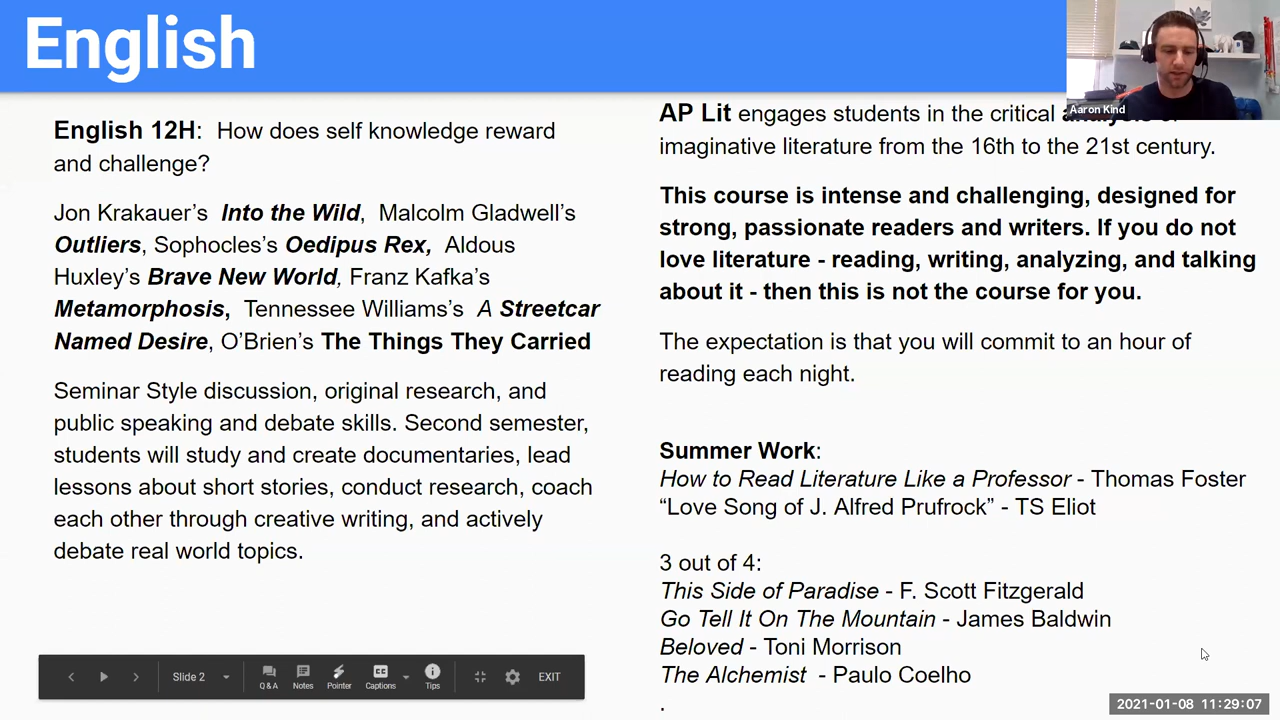 English
English 12H: How does self knowledge reward
and challenge?
Jon Krakauer’s Into the Wild, Malcolm Gladwell’s
Outliers, Sophocles’s Oedipus Rex, Aldous
Huxley’s Brave New World, Franz Kafka’s
Metamorphosis, Tennessee Williams’s A Streetcar
Named Desire, O’Brien’s The Things They Carried
Seminar Style discussion, original research, and
public speaking and debate skills. Second semester,
students will study and create documentaries, lead
lessons about short stories, conduct research, coach
each other through creative writing, and actively
debate real world topics.
AP Lit engages students in the critical
imaginative literature from the 16th to the 21st century.
This course is intense and challenging, designed for
strong, passionate readers and writers. If you do not
love literature - reading, writing, analyzing, and talking
about it - then this is not the course for you.
The expectation is that you will commit to an hour of
reading each night.
Summer Work:
How to Read Literature Like a Professor - Thomas Foster
“Love Song of J. Alfred Prufrock” - TS Eliot
3 out of 4:
This Side of Paradise - F. Scott Fitzgerald
Go Tell It On The Mountain - James Baldwin
Beloved - Toni Morrison
The Alchemist - Paulo Coelho
.
Aaron Kind
Slide 2
Q & A
Notes
Pointer
Captions
Tips
EXIT
2021-01-08 11:29:07